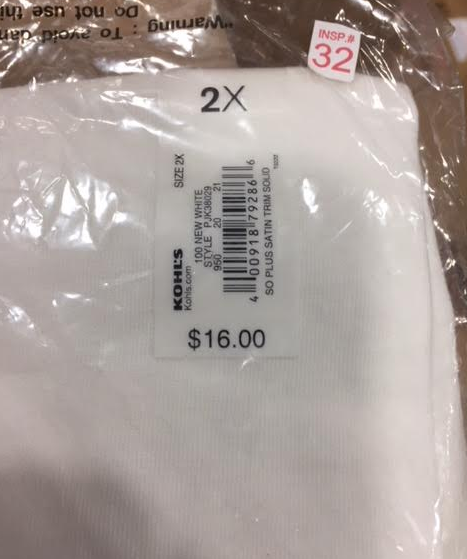 "Warning
: To avoid dan
Do not use thi
INSP.#
32
2X
SIZE 2X
KOHL'S
Kohls.com
100 NEW WHITE
STYLE PJK38029
950 20 21
4 00918 79286 6
SO PLUS SATIN TRIM SOLID
$16.00